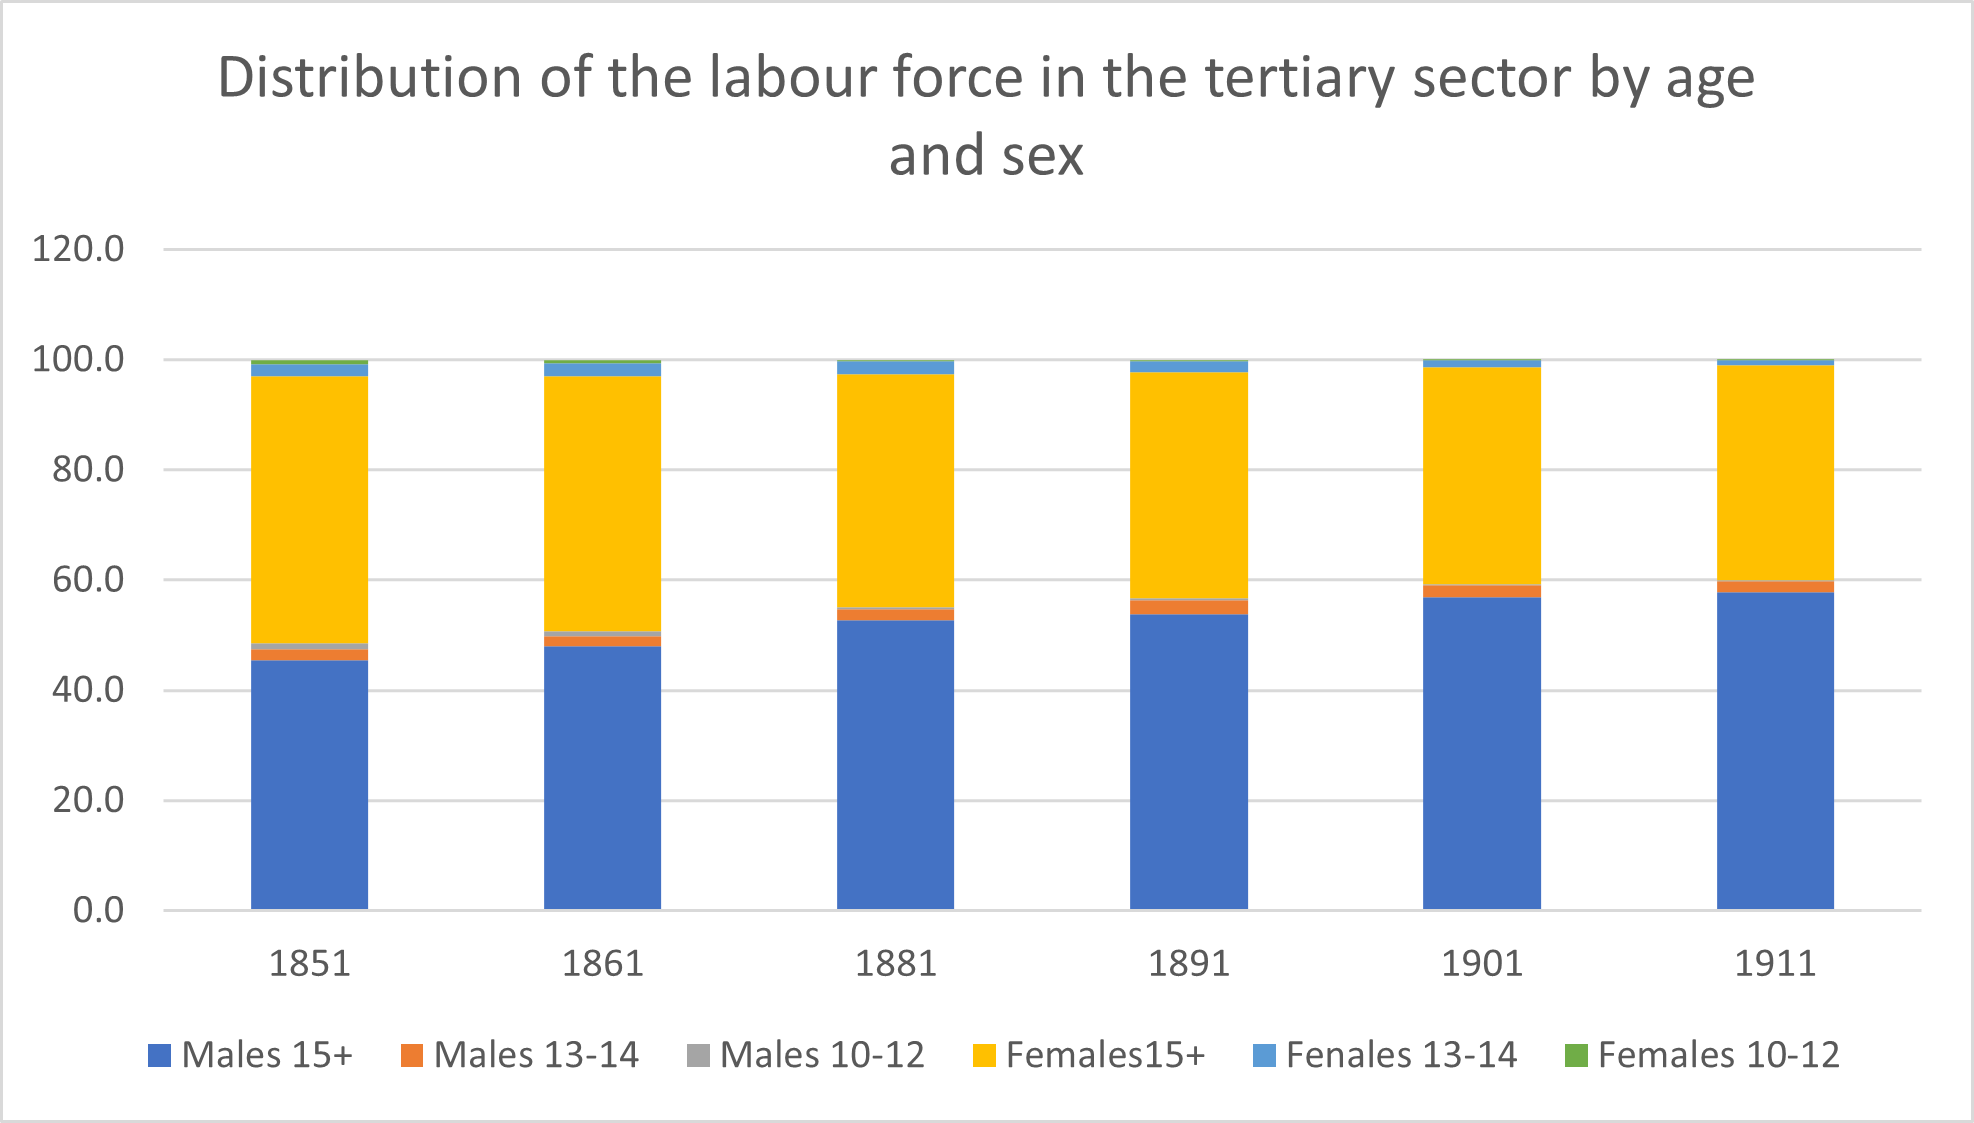 Distribution of the labour force in the tertiary sector by age
and sex
120.0
100.0
80.0
60.0
40.0
20.0
0.0
1851 1861 1881 1891 1901 1911
Males 15+ Males 13-14 Males 10-12 Females15+ Fenales 13-14 Females 10-12